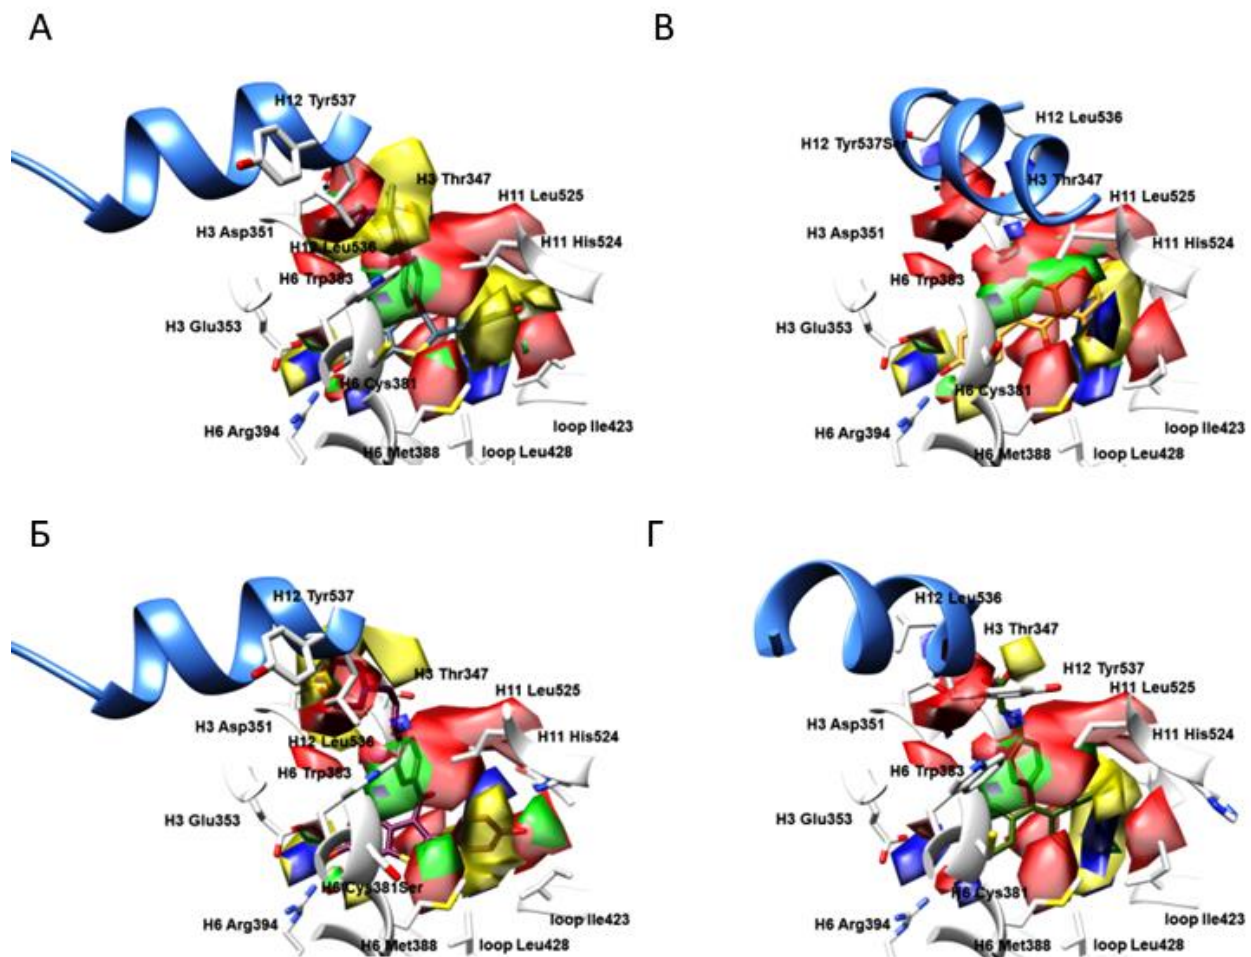 А
H12 Tyr537
H3 Thr347
H11 Leu525
H3 Asp351
H12 Leu536
H11 His524
H6 Trp383
H3 Glu353
H6 Cys381
H6 Arg394
loop Ile423
H6 Met388
loop Leu428
В
H12 Leu536
H12 Tyr537Ser
H3 Thr347
H11 Leu525
H3 Asp351
H11 His524
H6 Trp383
H3 Glu353
H6 Cys381
H6 Arg394
loop Ile423
H6 Met388
loop Leu428
Б
H12 Tyr537
H3 Thr347
H11 Leu525
H3 Asp351
H12 Leu536
H11 His524
H6 Trp383
H3 Glu353
H6 Cys381Ser
H6 Arg394
loop Ile423
H6 Met388
loop Leu428
Г
H12 Leu536
H3 Thr347
H12 Tyr537
H11 Leu525
H3 Asp351
H11 His524
H6 Trp383
H3 Glu353
H6 Cys381
H6 Arg394
loop Ile423
H6 Met388
loop Leu428